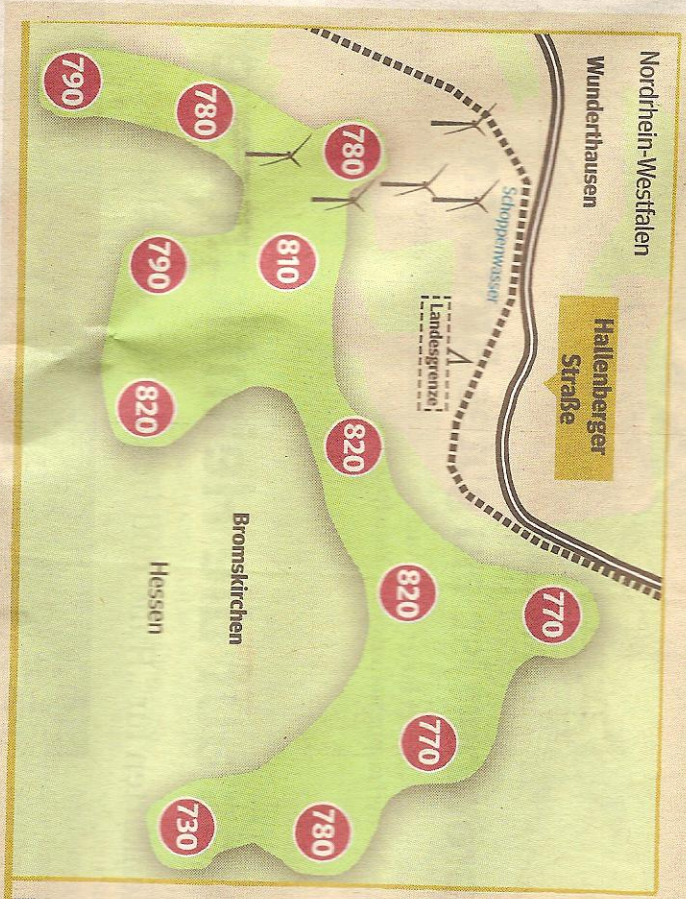 Nordrhein-Westfalen
Wunderthausen
Hallenberger
Straße
770
Schoppenwasser
Landesgrenze
770
820
780
820
780
810
Bromskirchen
780
730
790
Hessen
820
790